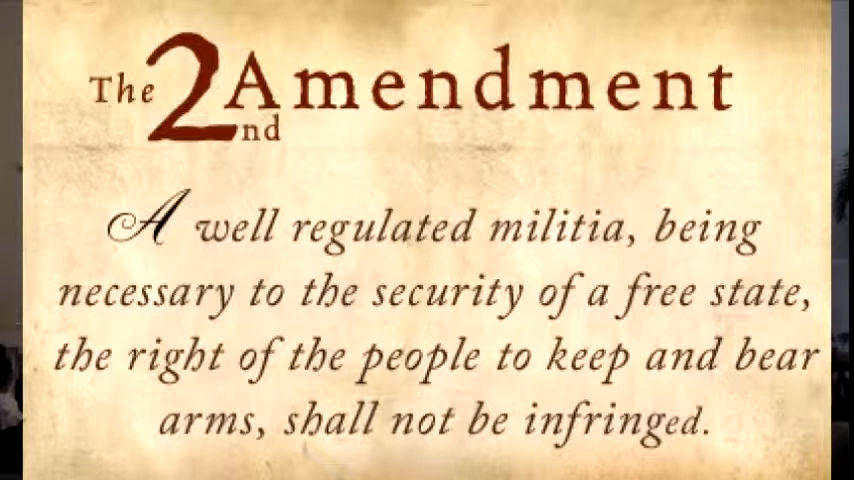 The 2nd Amendment
A well regulated militia, being
necessary to the security of a free state,
the right of the people to keep and bear
arms, shall not be infringed.